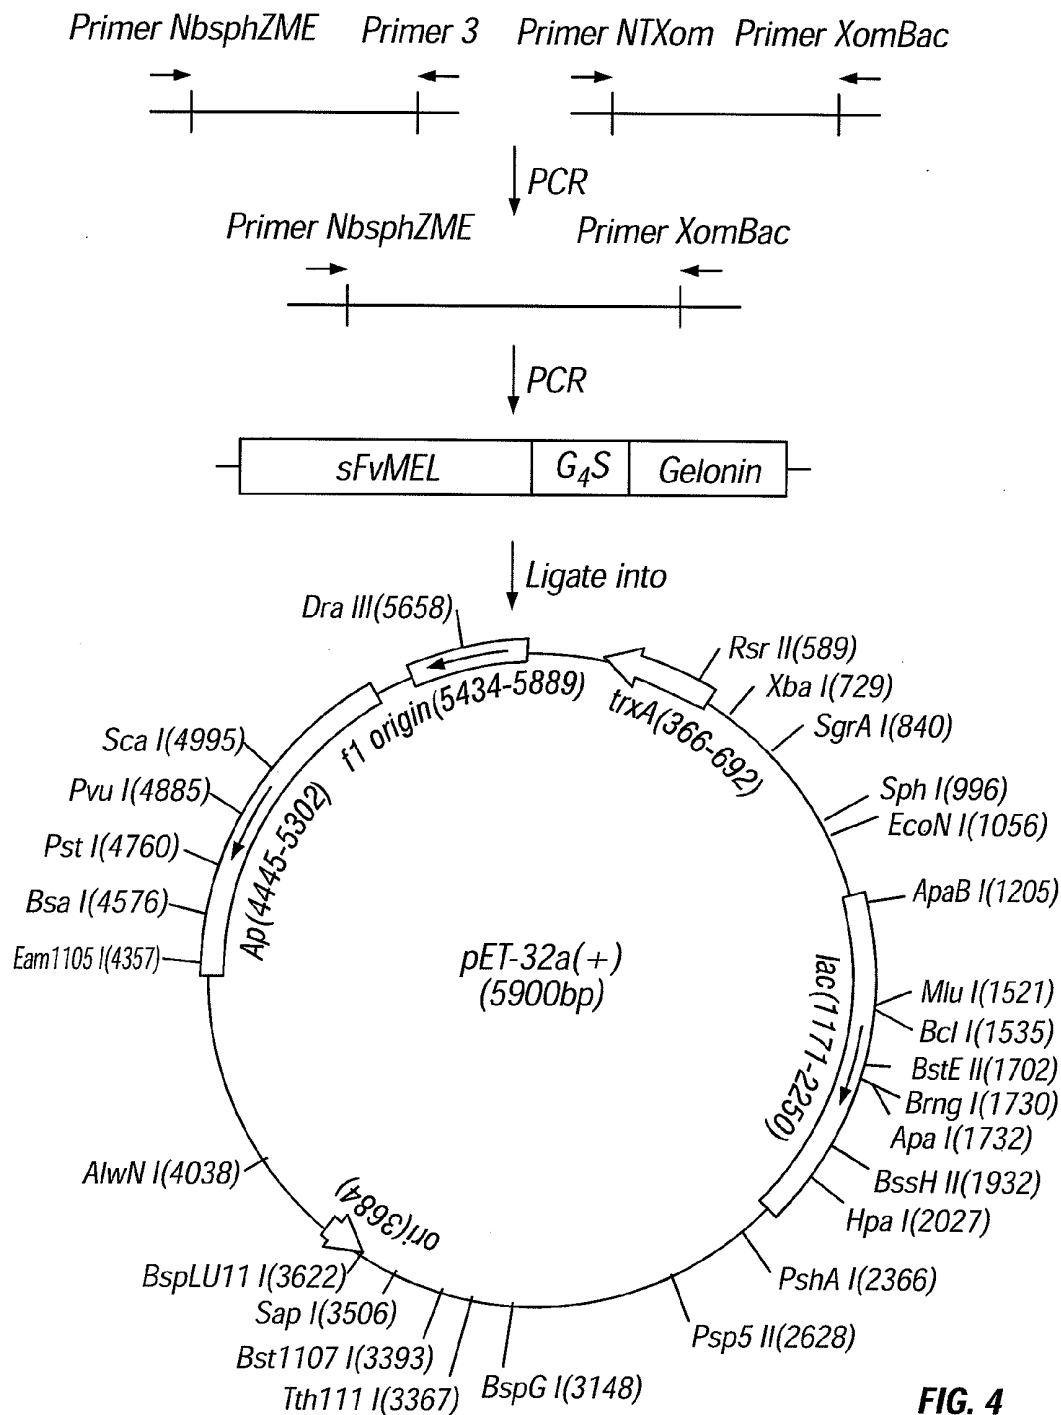 Primer NbsphZME Primer 3 Primer NTXom Primer XomBac
PCR
Primer NbsphZME Primer XomBac
PCR
sFvMEL G4S Gelonin
Ligate into
Dra III(5658)
f1 origin(5434-5889)
trxA(366-692)
Rsr II(589)
Xba I(729)
SgrA I(840)
Sph I(996)
EcoN I(1056)
ApaB I(1205)
lac(1171-2250)
Mlu I(1521)
Bcl I(1535)
BstE II(1702)
Brng I(1730)
Apa I(1732)
BssH II(1932)
Hpa I(2027)
PshA I(2366)
Psp5 II(2628)
BspG I(3148)
Tth111 I(3367)
Bst1107 I(3393)
Sap I(3506)
BspLU11 I(3622)
ori(3684)
AlwN I(4038)
Eam1105 I(4357)
Bsa I(4576)
Pst I(4760)
Pvu I(4885)
Sca I(4995)
Ap(4445-5302)
pET-32a(+)
(5900bp)
FIG. 4